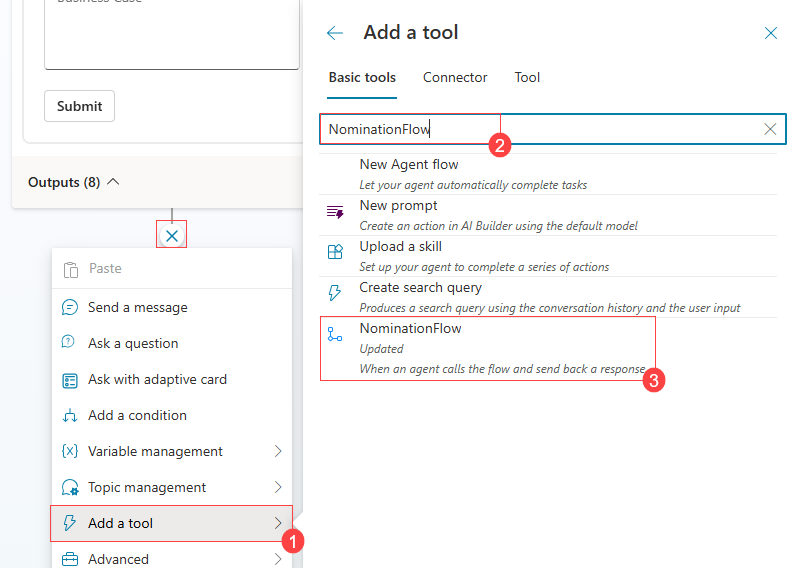 Business Case
Submit
Outputs (8)
Paste
Send a message
Ask a question
Ask with adaptive card
Add a condition
Variable management
Topic management
Add a tool
1
Advanced
Add a tool
Basic tools Connector Tool
NominationFlow
2
New Agent flow
Let your agent automatically complete tasks
New prompt
Create an action in AI Builder using the default model
Upload a skill
Set up your agent to complete a series of actions
Create search query
Produces a search query using the conversation history and the user input
NominationFlow
Updated
When an agent calls the flow and send back a response
3